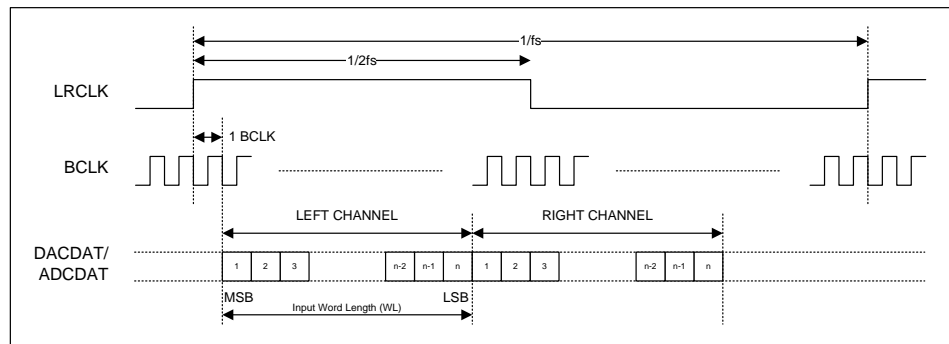 1/fs
1/2fs
LRCLK
1 BCLK
BCLK
LEFT CHANNEL RIGHT CHANNEL
DACDAT/
ADCDAT
1 2 3 n-2 n-1 n 1 2 3 n-2 n-1 n
MSB LSB
Input Word Length (WL)